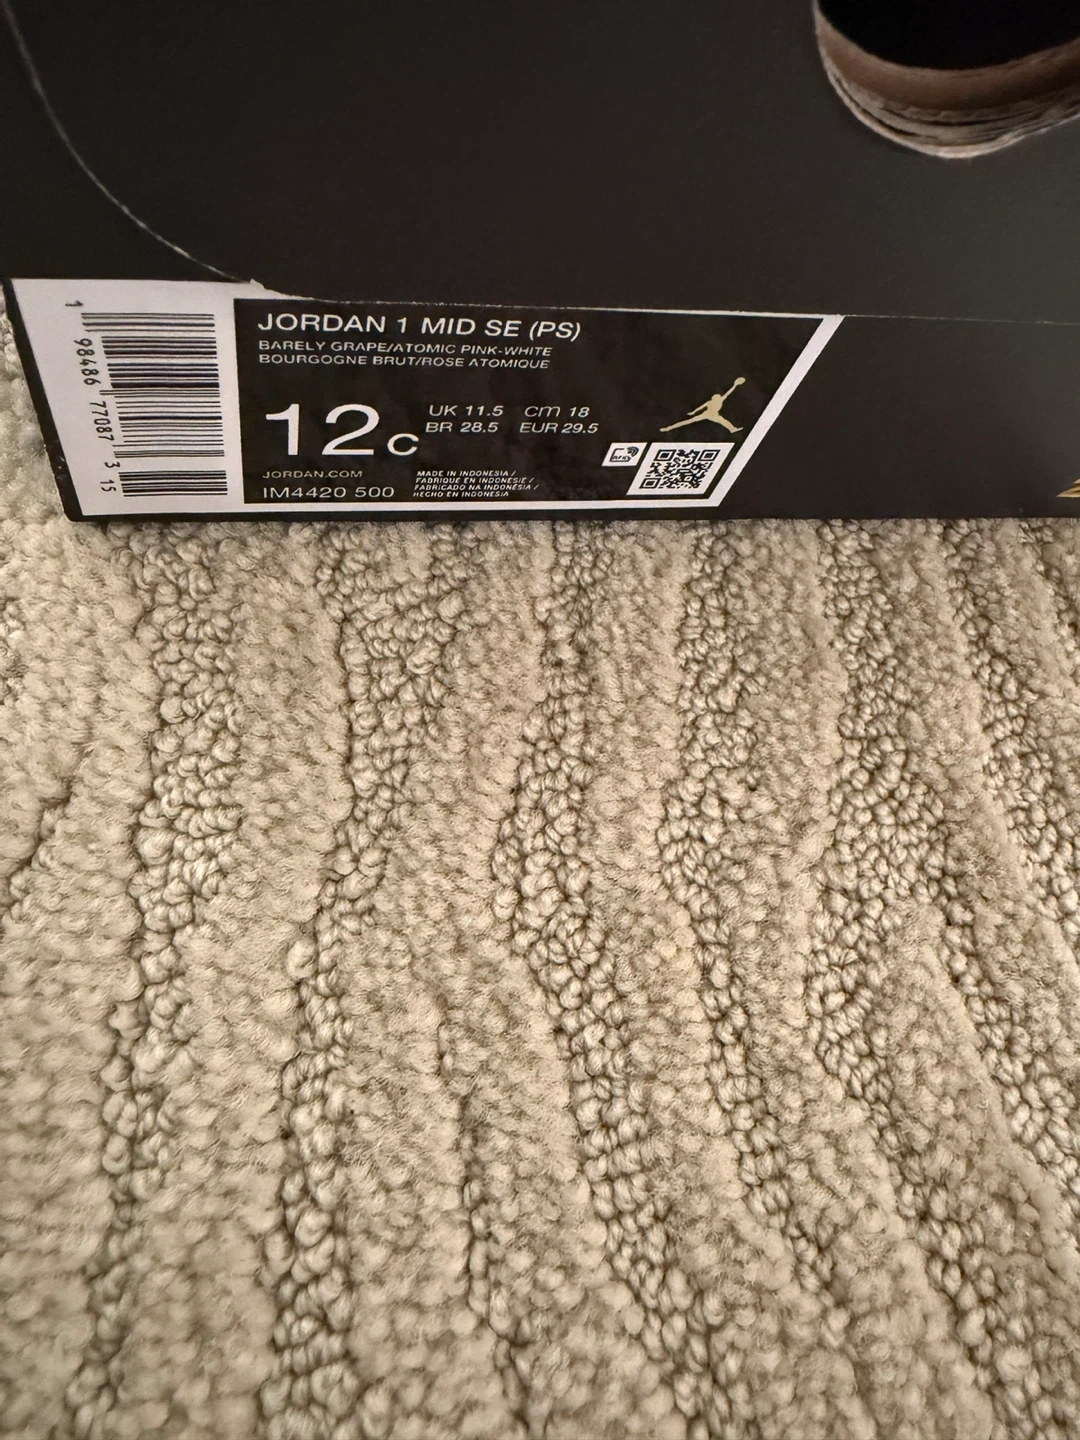 JORDAN 1 MID SE (PS)
BARELY GRAPE/ATOMIC PINK-WHITE
BOURGOGNE BRUT/ROSE ATOMIQUE
12c
UK 11.5 cm 18
BR 28.5 EUR 29.5
JORDAN.COM
IM4420 500
MADE IN INDONESIA /
FABRIQUE EN INDONESIE /
FABRICADO NA INDONÉSIA /
HECHO EN INDONESIA
1 98486 77087 3 15